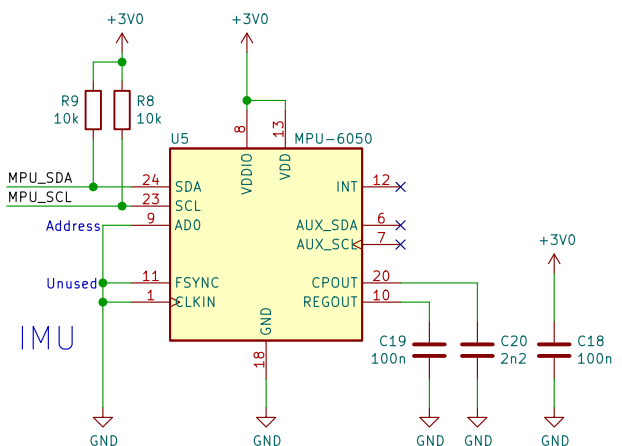 +3V0
+3V0
R9
10k
R8
10k
U5
MPU-6050
8
VDDIO
13
VDD
MPU_SDA
24
SDA
INT
12
MPU_SCL
23
SCL
Address
9
AD0
AUX_SDA
6
AUX_SCL
7
+3V0
Unused
11
FSYNC
CPOUT
20
1
CLKIN
REGOUT
10
IMU
GND
18
C19
100n
C20
2n2
C18
100n
GND
GND
GND
GND
GND